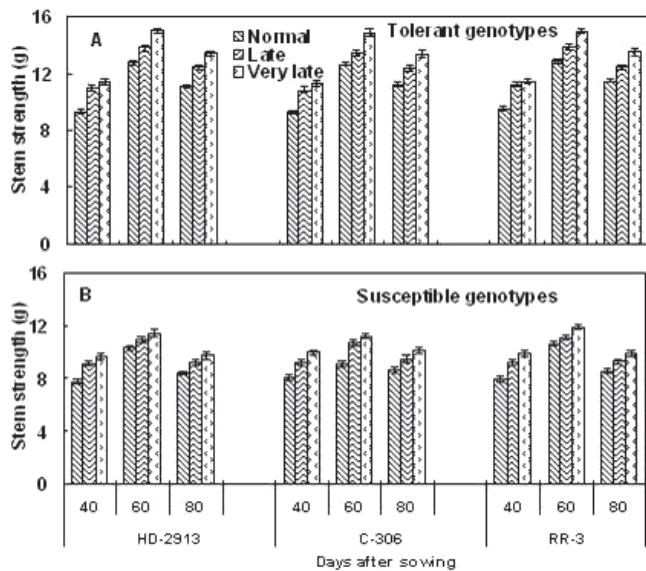 16
12
8
4
0
Stem strength (g)
A
Normal
Late
Very late
Tolerant genotypes
16
12
8
4
0
Stem strength (g)
B
Susceptible genotypes
40 60 80 40 60 80 40 60 80
HD-2913 C-306 RR-3
Days after sowing